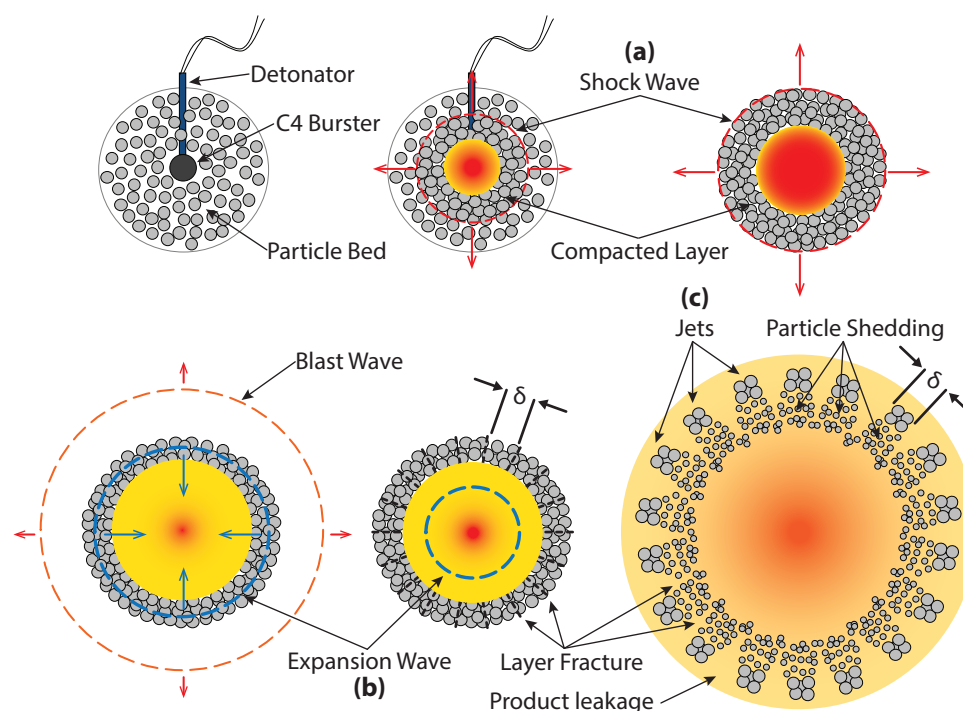 (a)
Detonator
Shock Wave
C4 Burster
Particle Bed
Compacted Layer
(c)
Jets
Particle Shedding
Blast Wave
δ
δ
Expansion Wave
Layer Fracture
(b)
Product leakage